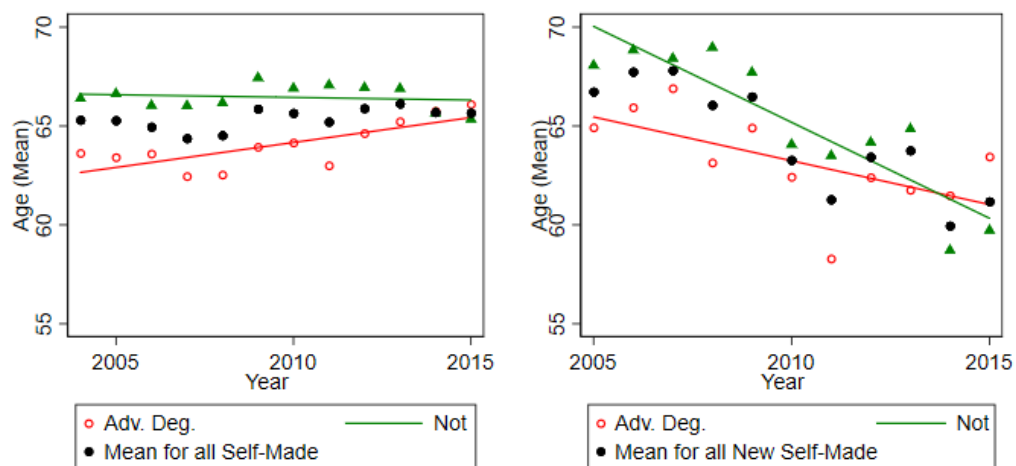 Age (Mean)
70
65
60
55
2005
2010
2015
Year
Adv. Deg.
Not
Mean for all Self-Made
Age (Mean)
70
65
60
55
2005
2010
2015
Year
Adv. Deg.
Not
Mean for all New Self-Made